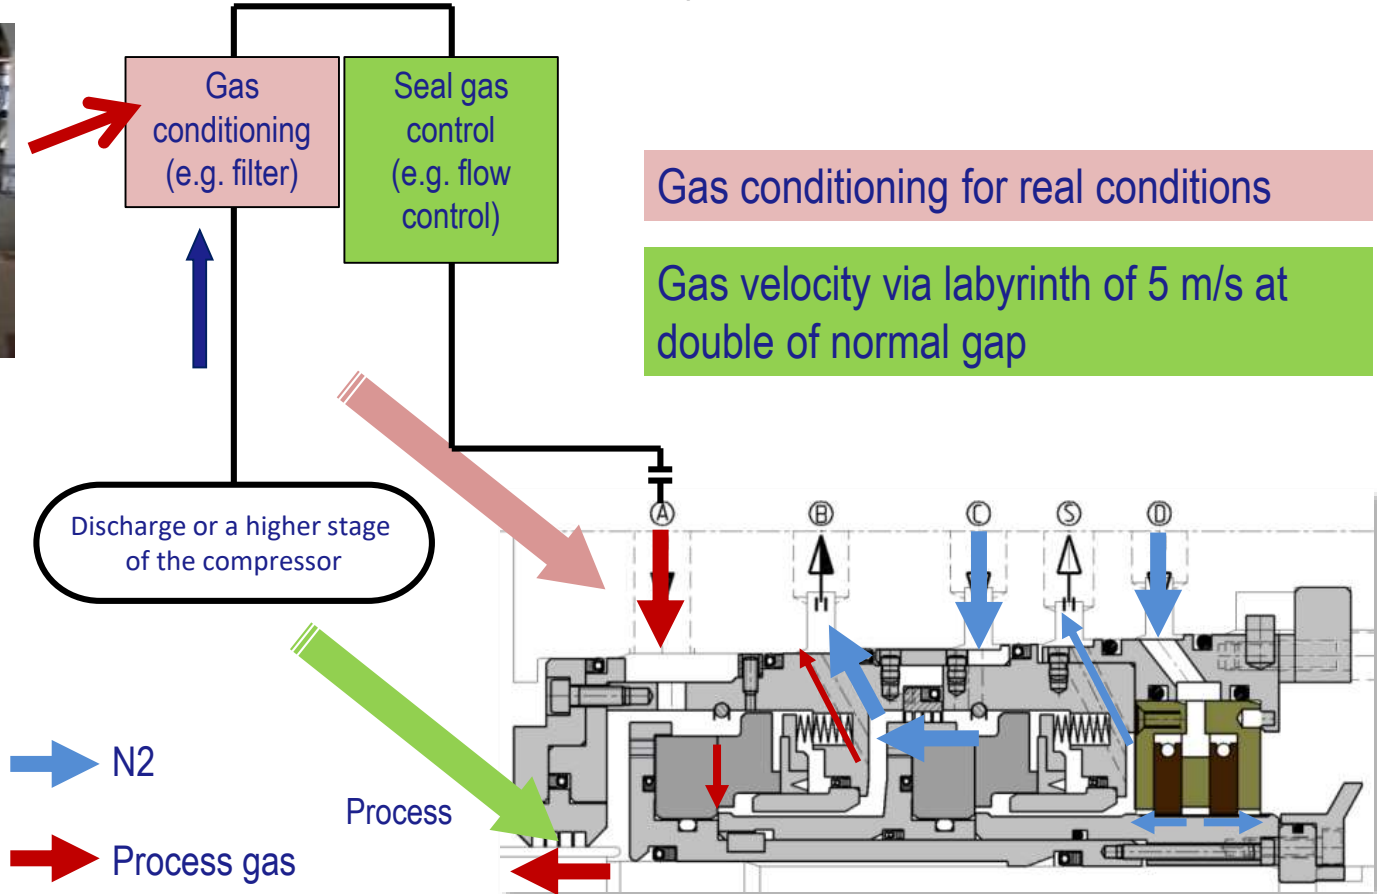 Gas
conditioning
(e.g. filter)
Seal gas
control
(e.g. flow
control)
Gas conditioning for real conditions
Gas velocity via labyrinth of 5 m/s at
double of normal gap
Discharge or a higher stage
of the compressor
A
B
C
S
D
N2
Process
Process gas